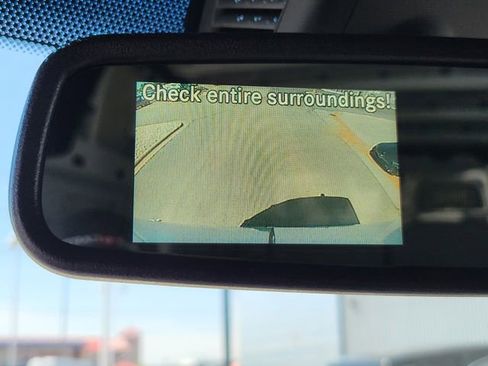 Check entire surroundings!